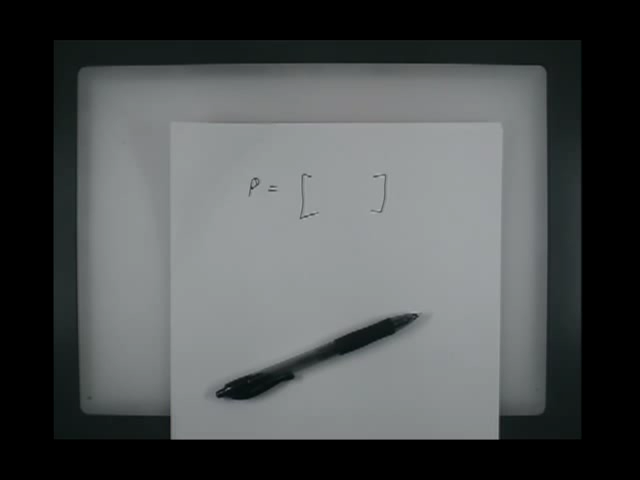 P = [ ]